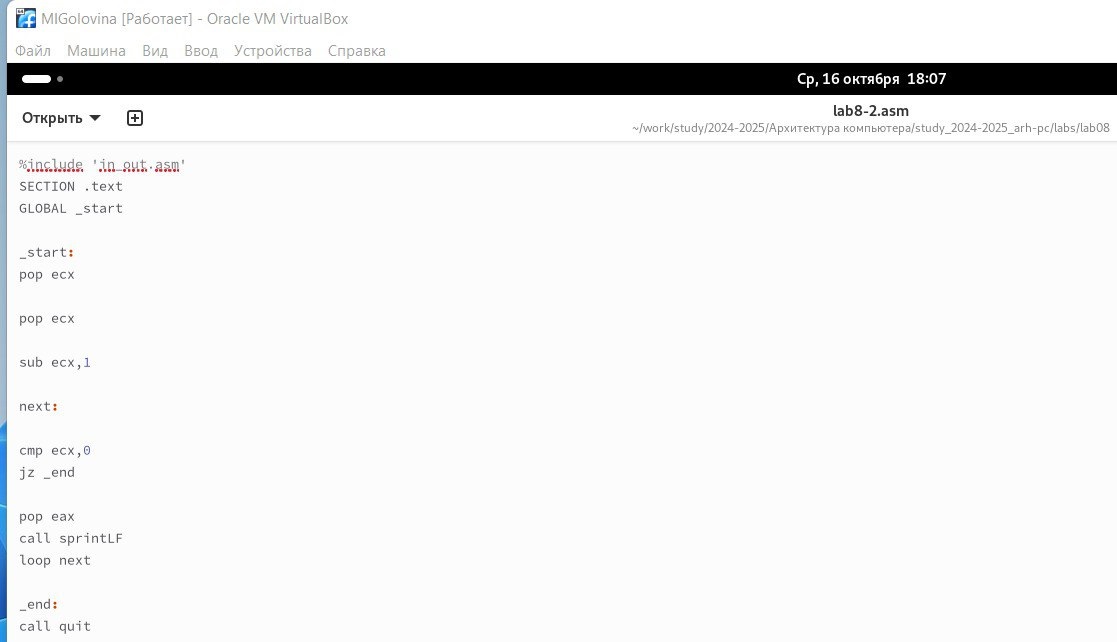 MIGolovina [Работает] - Oracle VM VirtualBox
Файл Машина Вид Ввод Устройства Справка
Ср, 16 октября 18:07
Открыть
lab8-2.asm
~/work/study/2024-2025/Архитектура компьютера/study_2024-2025_arh-pc/labs/lab08
%include 'in_out.asm'
SECTION .text
GLOBAL _start
_start:
pop ecx
pop ecx
sub ecx,1
next:
cmp ecx,0
jz _end
pop eax
call sprintLF
loop next
_end:
call quit